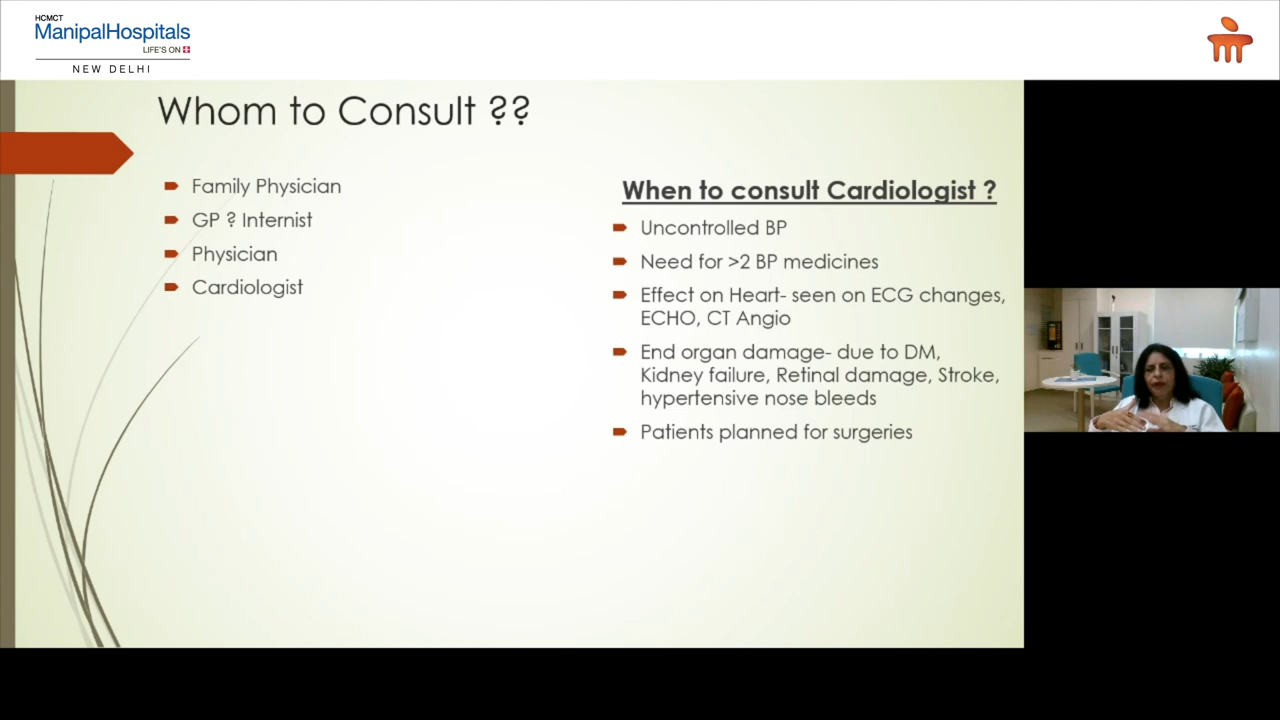 HCMCT
ManipalHospitals
LIFE'S ON
NEW DELHI
Whom to Consult ??
Family Physician
GP ? Internist
Physician
Cardiologist
When to consult Cardiologist ?
Uncontrolled BP
Need for >2 BP medicines
Effect on Heart- seen on ECG changes,
ECHO, CT Angio
End organ damage- due to DM,
Kidney failure, Retinal damage, Stroke,
hypertensive nose bleeds
Patients planned for surgeries